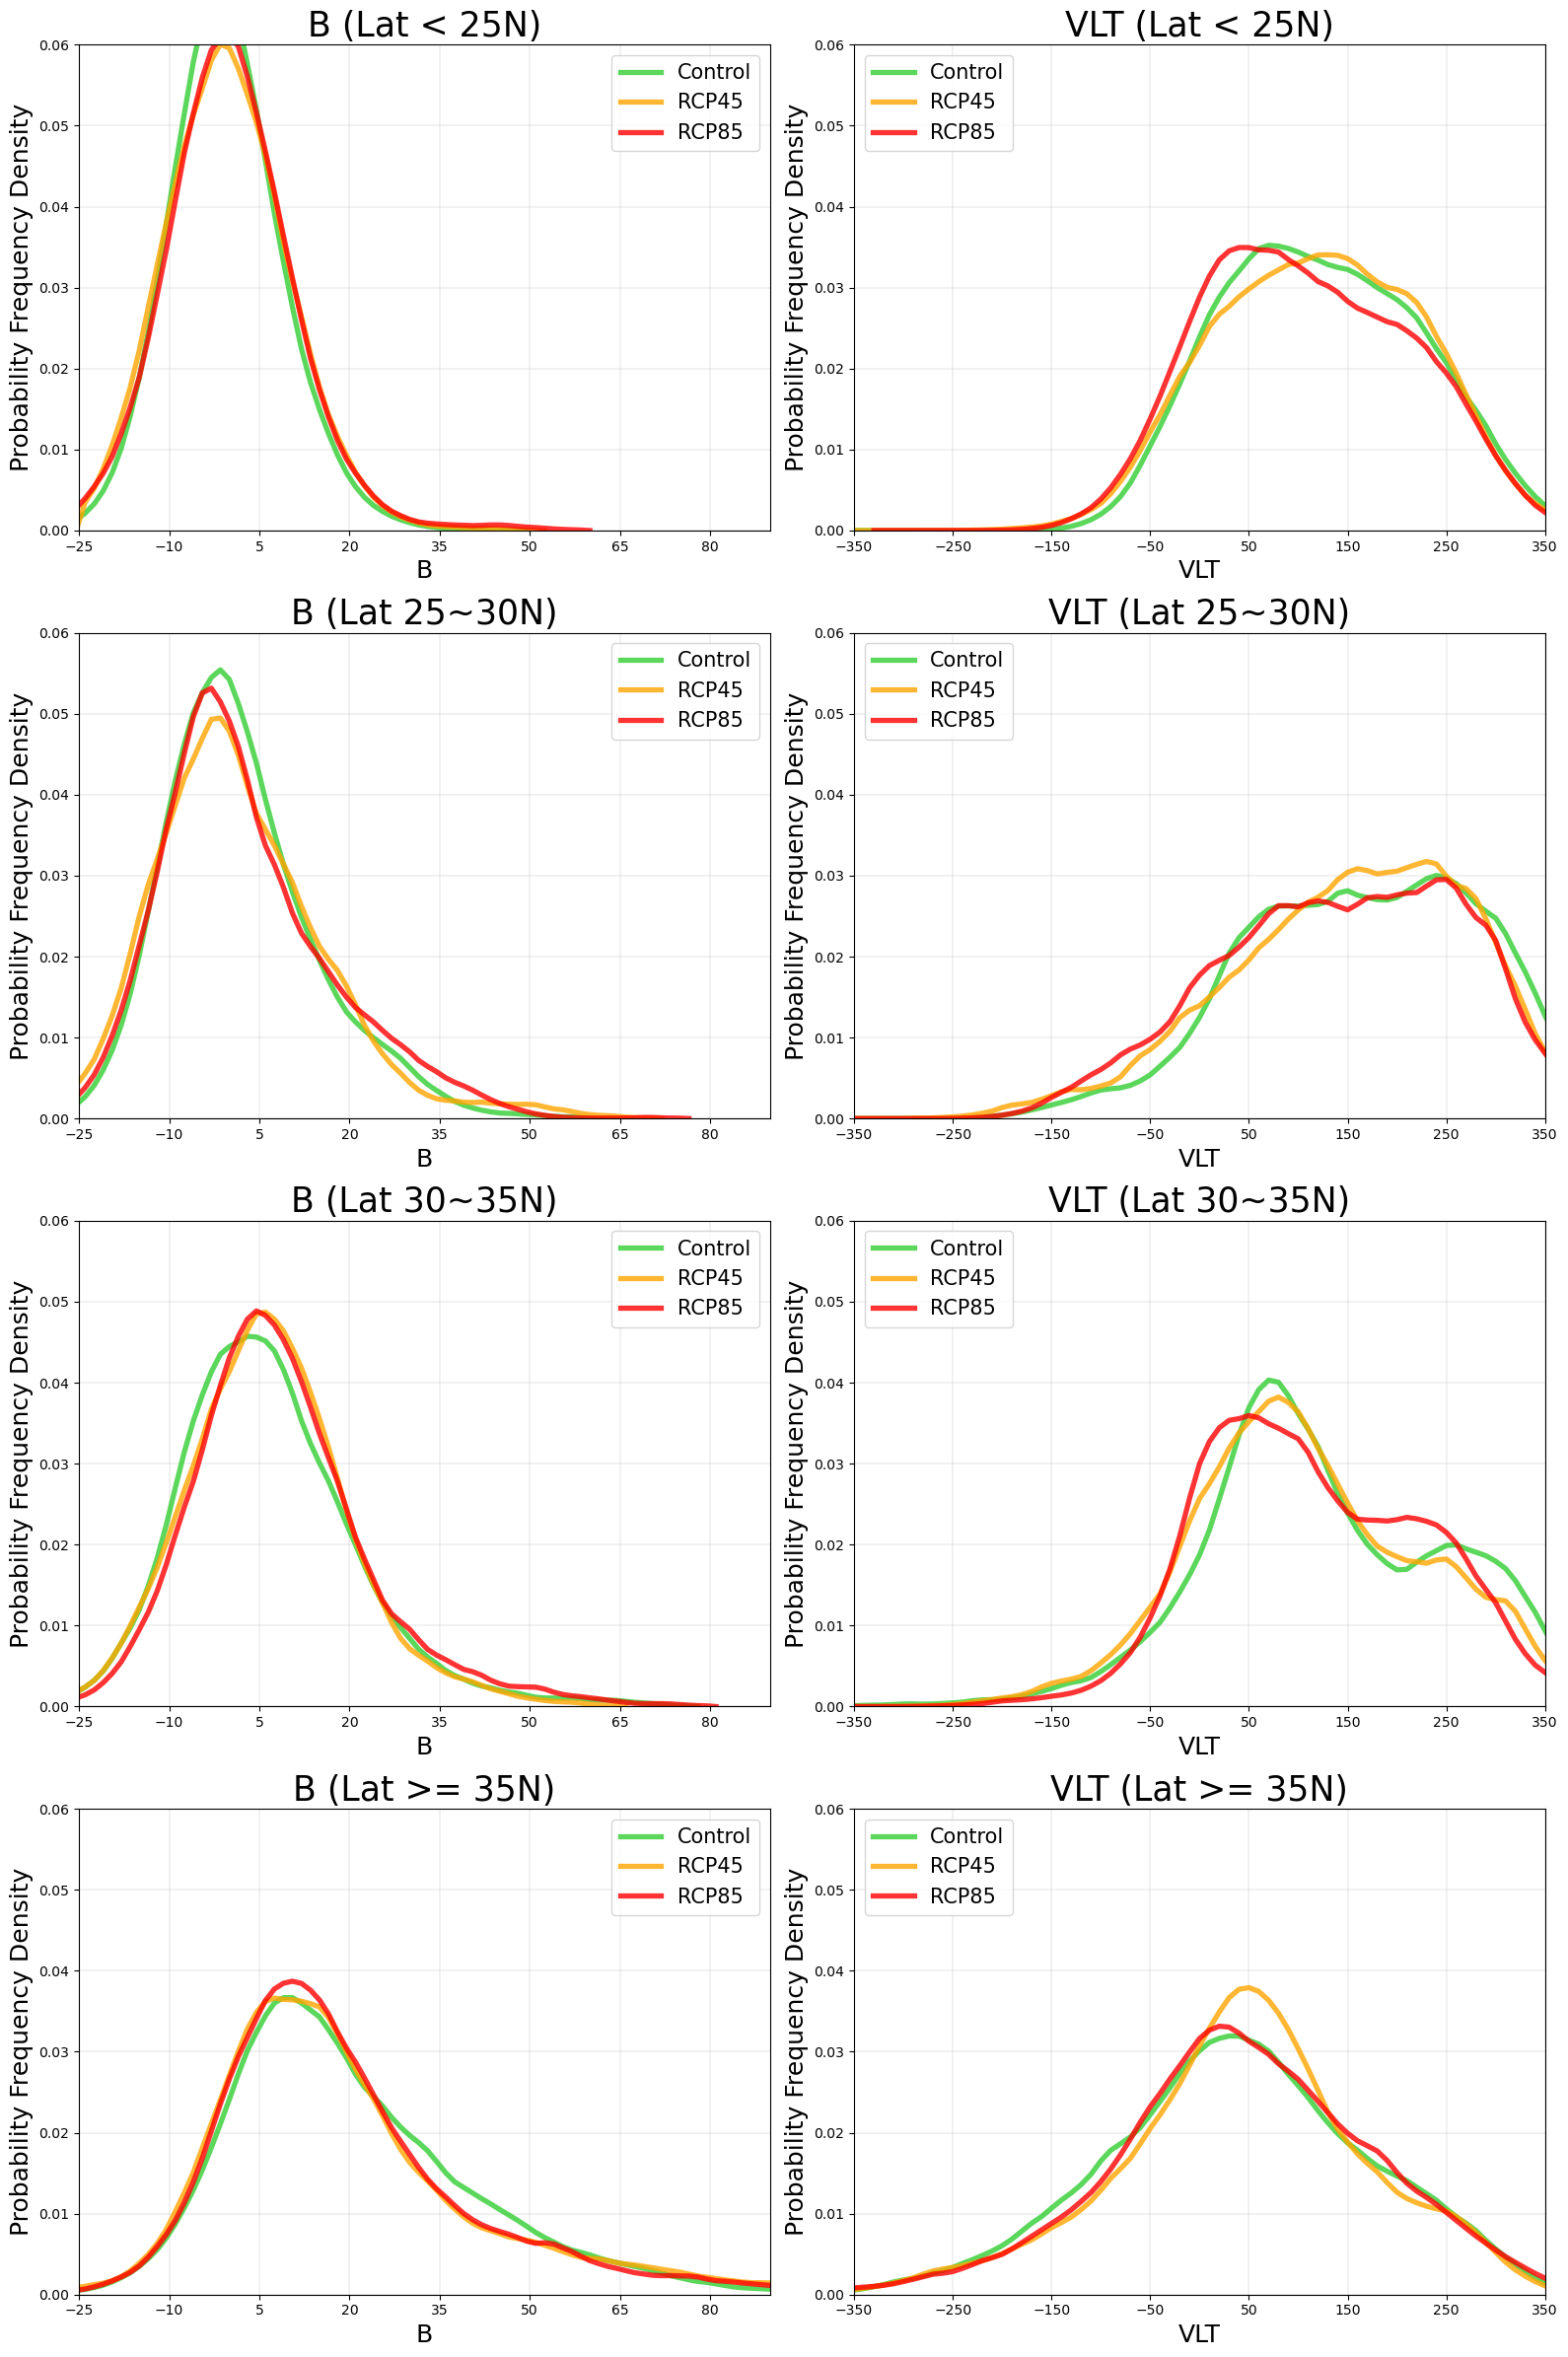 B (Lat < 25N)
Probability Frequency Density
0.06
0.05
0.04
0.03
0.02
0.01
0.00
Control
RCP45
RCP85
−25 −10 5 20 35 50 65 80
B
VLT (Lat < 25N)
Probability Frequency Density
0.06
0.05
0.04
0.03
0.02
0.01
0.00
Control
RCP45
RCP85
−350 −250 −150 −50 50 150 250 350
VLT
B (Lat 25~30N)
Probability Frequency Density
0.06
0.05
0.04
0.03
0.02
0.01
0.00
Control
RCP45
RCP85
−25 −10 5 20 35 50 65 80
B
VLT (Lat 25~30N)
Probability Frequency Density
0.06
0.05
0.04
0.03
0.02
0.01
0.00
Control
RCP45
RCP85
−350 −250 −150 −50 50 150 250 350
VLT
B (Lat 30~35N)
Probability Frequency Density
0.06
0.05
0.04
0.03
0.02
0.01
0.00
Control
RCP45
RCP85
−25 −10 5 20 35 50 65 80
B
VLT (Lat 30~35N)
Probability Frequency Density
0.06
0.05
0.04
0.03
0.02
0.01
0.00
Control
RCP45
RCP85
−350 −250 −150 −50 50 150 250 350
VLT
B (Lat >= 35N)
Probability Frequency Density
0.06
0.05
0.04
0.03
0.02
0.01
0.00
Control
RCP45
RCP85
−25 −10 5 20 35 50 65 80
B
VLT (Lat >= 35N)
Probability Frequency Density
0.06
0.05
0.04
0.03
0.02
0.01
0.00
Control
RCP45
RCP85
−350 −250 −150 −50 50 150 250 350
VLT